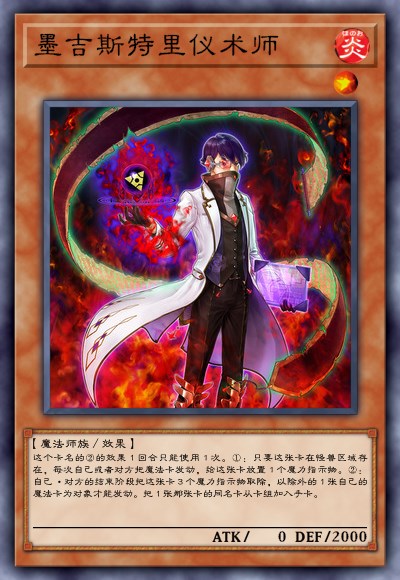 墨吉斯特里仪术师
ほのお
炎
【魔法师族／效果】
这个卡名的②的效果1回合只能使用1次。①：只要这张卡在怪兽区域存
在，每次自己或者对方把魔法卡发动，给这张卡放置1个魔力指示物。②：
自己·对方的结束阶段把这张卡3个魔力指示物取除，以除外的1张自己的
魔法卡为对象才能发动。把1张那张卡的同名卡从卡组加入手卡。
ATK/ 0 DEF/2000